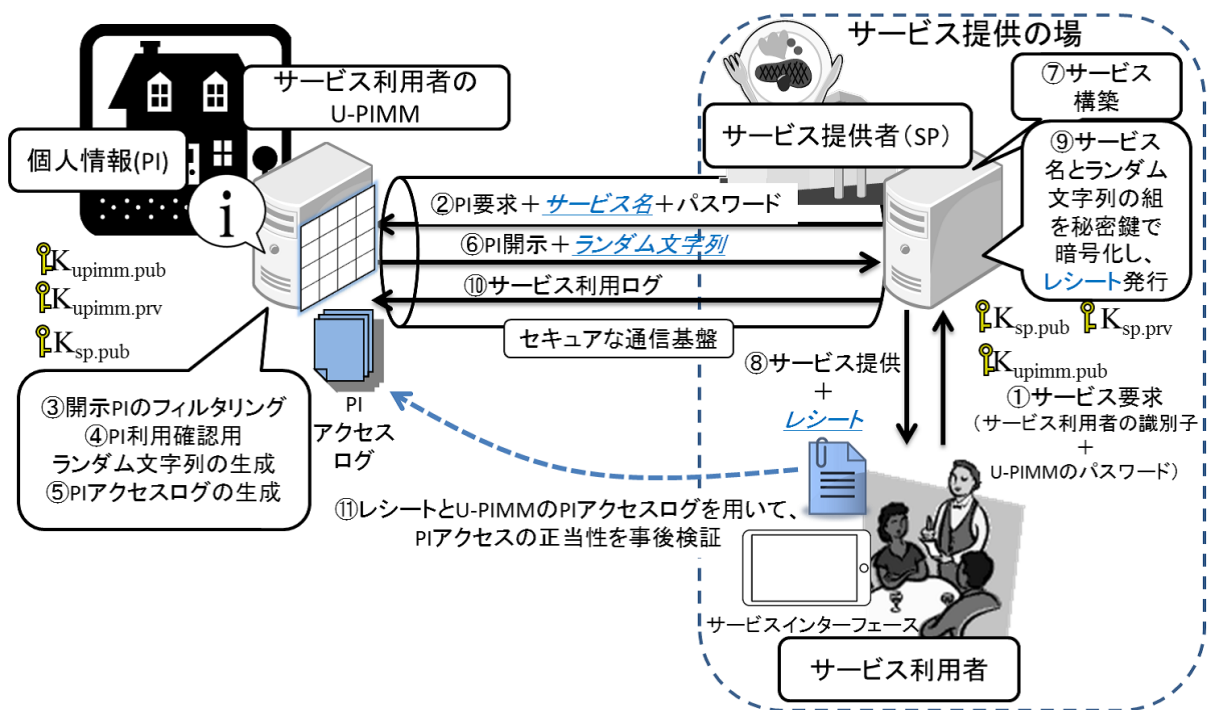 サービス提供の場
サービス利用者の
U-PIMM
個人情報(PI)
i
サービス提供者(SP)
⑦サービス
構築
⑨サービス
名とランダム
文字列の組
を秘密鍵で
暗号化し、
レシート発行
②PI要求＋サービス名＋パスワード
⑥PI開示＋ランダム文字列
⑩サービス利用ログ
セキュアな通信基盤
Kupimm.pub
Kupimm.prv
Ksp.pub
Ksp.pub Ksp.prv
Kupimm.pub
③開示PIのフィルタリング
④PI利用確認用
ランダム文字列の生成
⑤PIアクセスログの生成
PI
アクセス
ログ
⑧サービス提供
＋
レシート
①サービス要求
(サービス利用者の識別子
＋
U-PIMMのパスワード)
⑪レシートとU-PIMMのPIアクセスログを用いて、
PIアクセスの正当性を事後検証
サービスインターフェース
サービス利用者